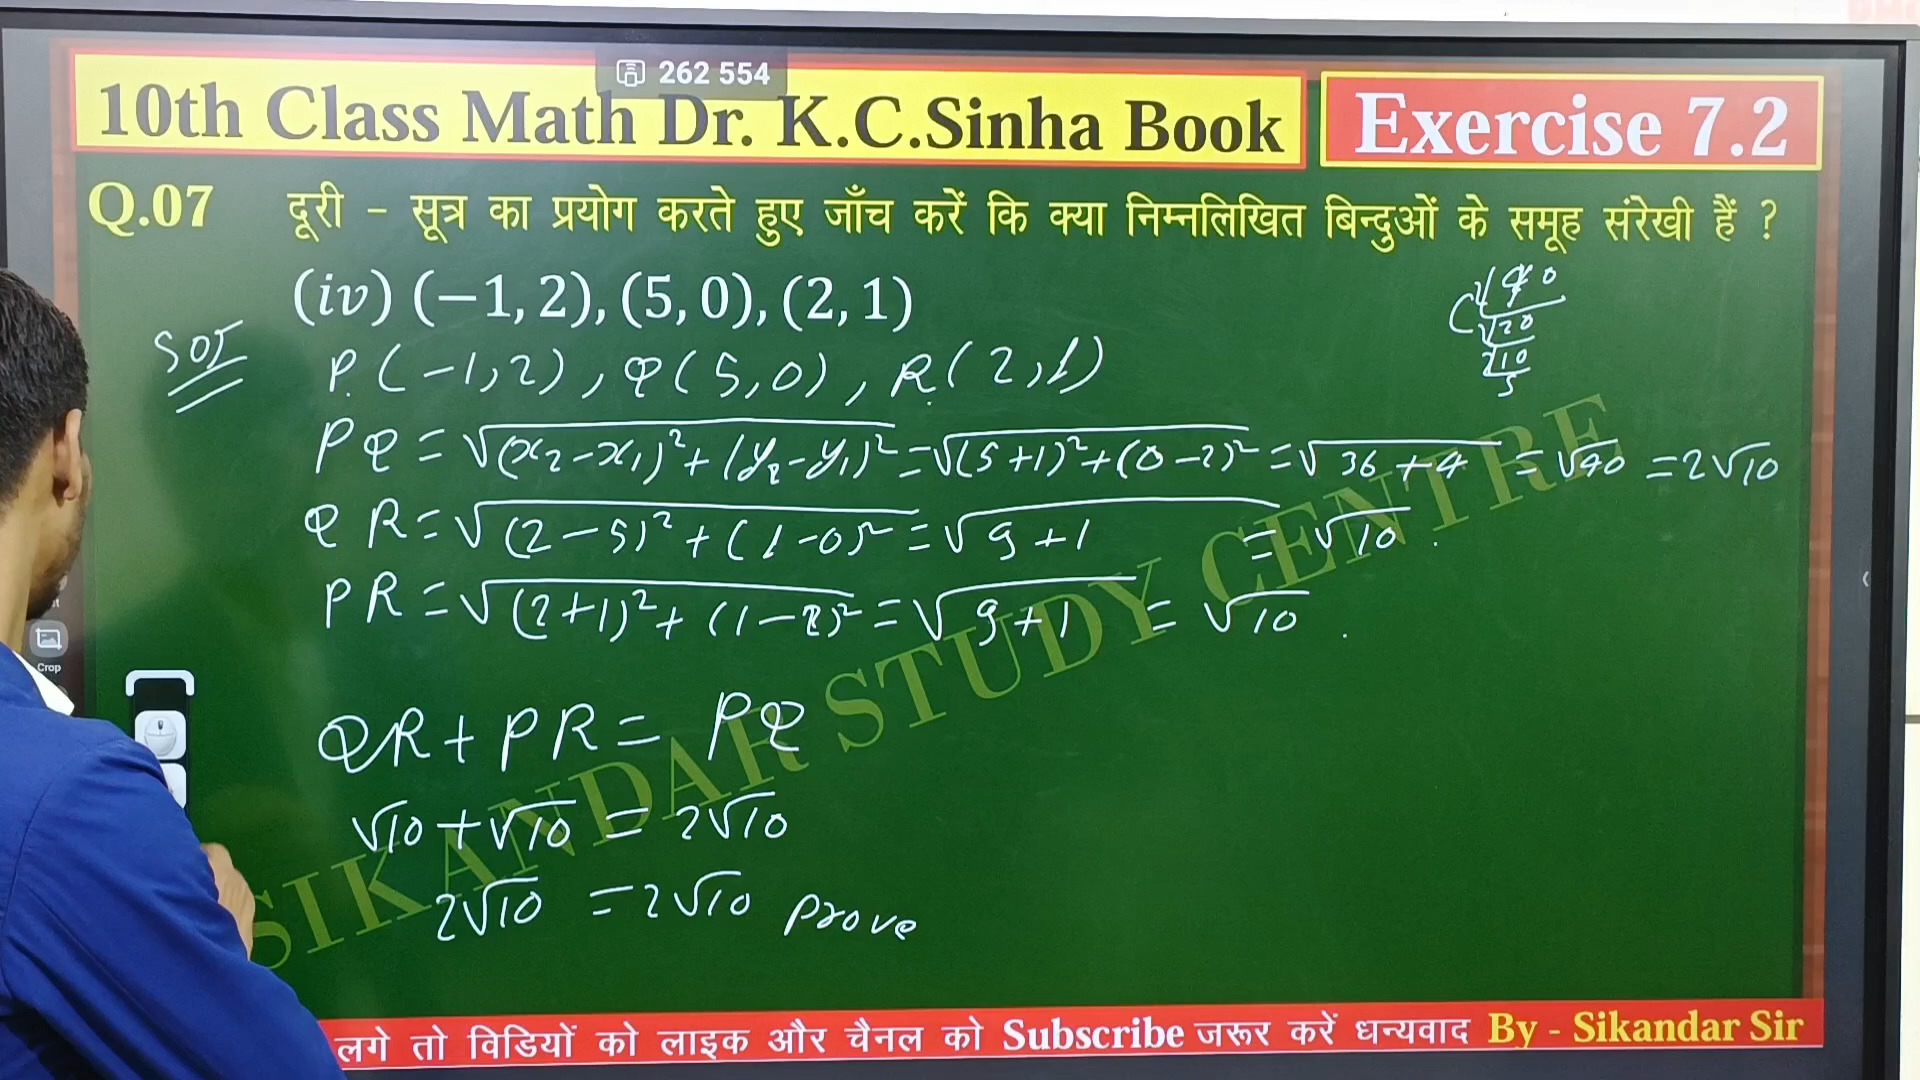 262 554
10th Class Math Dr. K.C.Sinha Book Exercise 7.2
Q.07 दूरी - सूत्र का प्रयोग करते हुए जाँच करें कि क्या निम्नलिखित बिन्दुओं के समूह संरेखी हैं ?
(iv) (−1, 2), (5, 0), (2, 1)
√40
√20
√10
5
Sol
P(-1,2), Q(5,0), R(2,1)
PQ = √(x₂-x₁)²+(y₂-y₁)² = √(5+1)²+(0-2)² = √36+4 = √40 = 2√10
QR = √(2-5)²+(1-0)² = √9+1 = √10
PR = √(2+1)²+(1-2)² = √9+1 = √10
QR + PR = PQ
√10 + √10 = 2√10
2√10 = 2√10 prove
SIKANDAR STUDY CENTRE
Crop
लगे तो विडियों को लाइक और चैनल को Subscribe जरूर करें धन्यवाद By - Sikandar Sir